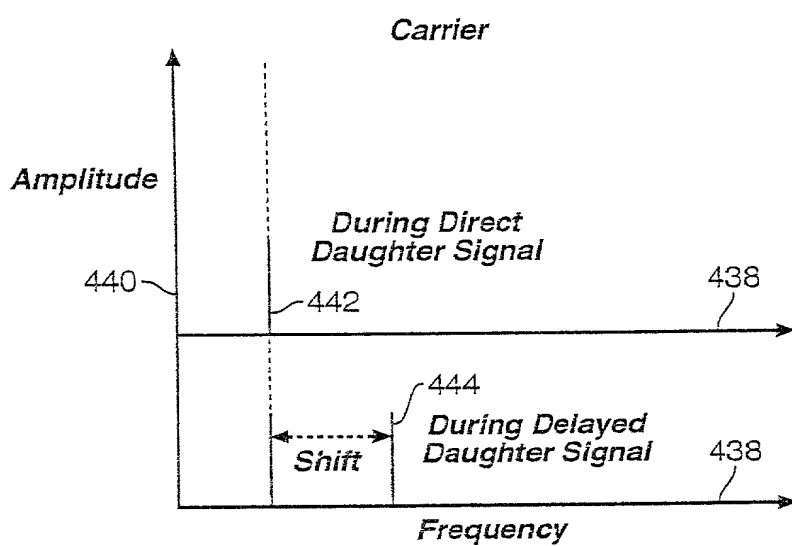 Carrier
Amplitude
During Direct
Daughter Signal
440
442
438
444
During Delayed
Daughter Signal
Shift
438
Frequency